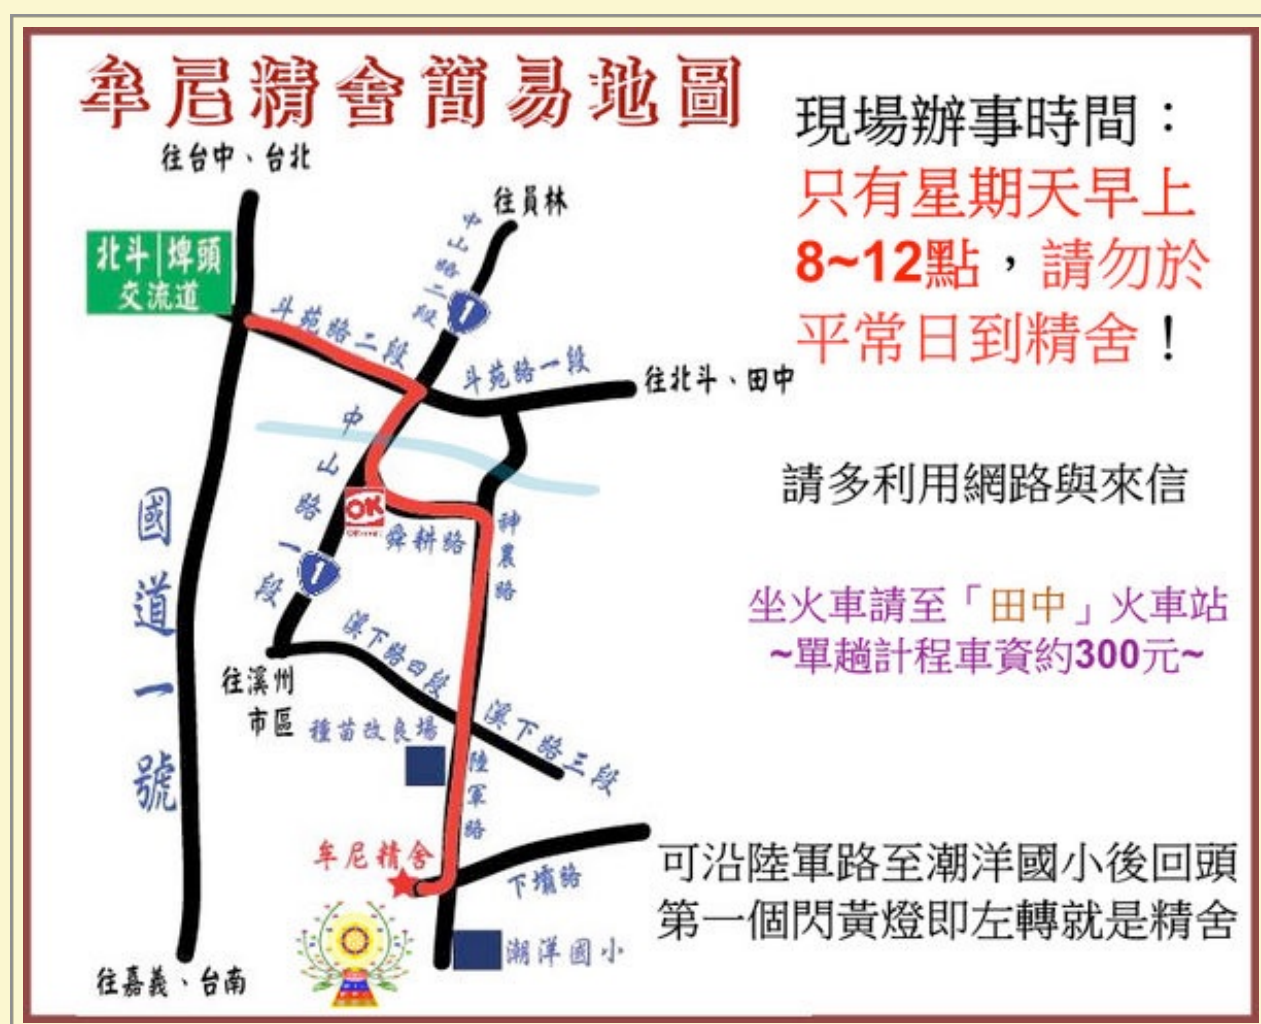 牟尼精舍簡易地圖
現場辦事時間：
只有星期天早上
8~12點，請勿於
平常日到精舍！
請多利用網路與來信
坐火車請至「田中」火車站
~單趟計程車資約300元~
可沿陸軍路至潮洋國小後回頭
第一個閃黃燈即左轉就是精舍
往台中、台北
往員林
北斗 埤頭
交流道
中山路二段
1
斗苑路二段
斗苑路一段
往北斗、田中
中山路一段
OK
舜耕路
神農路
1
國道一號
溪下路四段
往溪州
市區
種苗改良場
溪下路三段
陸軍路
牟尼精舍
下壩路
潮洋國小
往嘉義、台南